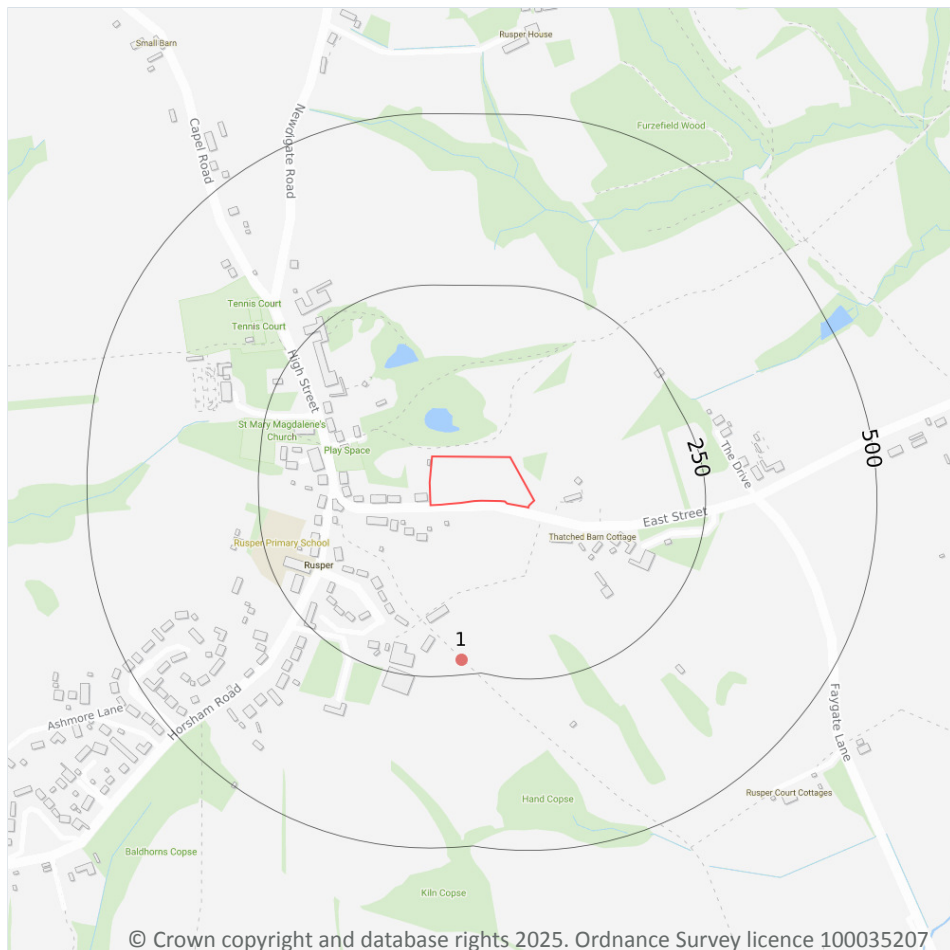 Small Barn
Rusper House
Capel Road
Newdigate Road
Furzefield Wood
Tennis Court
Tennis Court
High Street
St Mary Magdalene's
Church
Play Space
250
500
The Drive
East Street
Thatched Barn Cottage
Rusper Primary School
Rusper
1
Ashmore Lane
Horsham Road
Faygate Lane
Rusper Court Cottages
Hand Copse
Baldhorns Copse
Kiln Copse
© Crown copyright and database rights 2025. Ordnance Survey licence 100035207